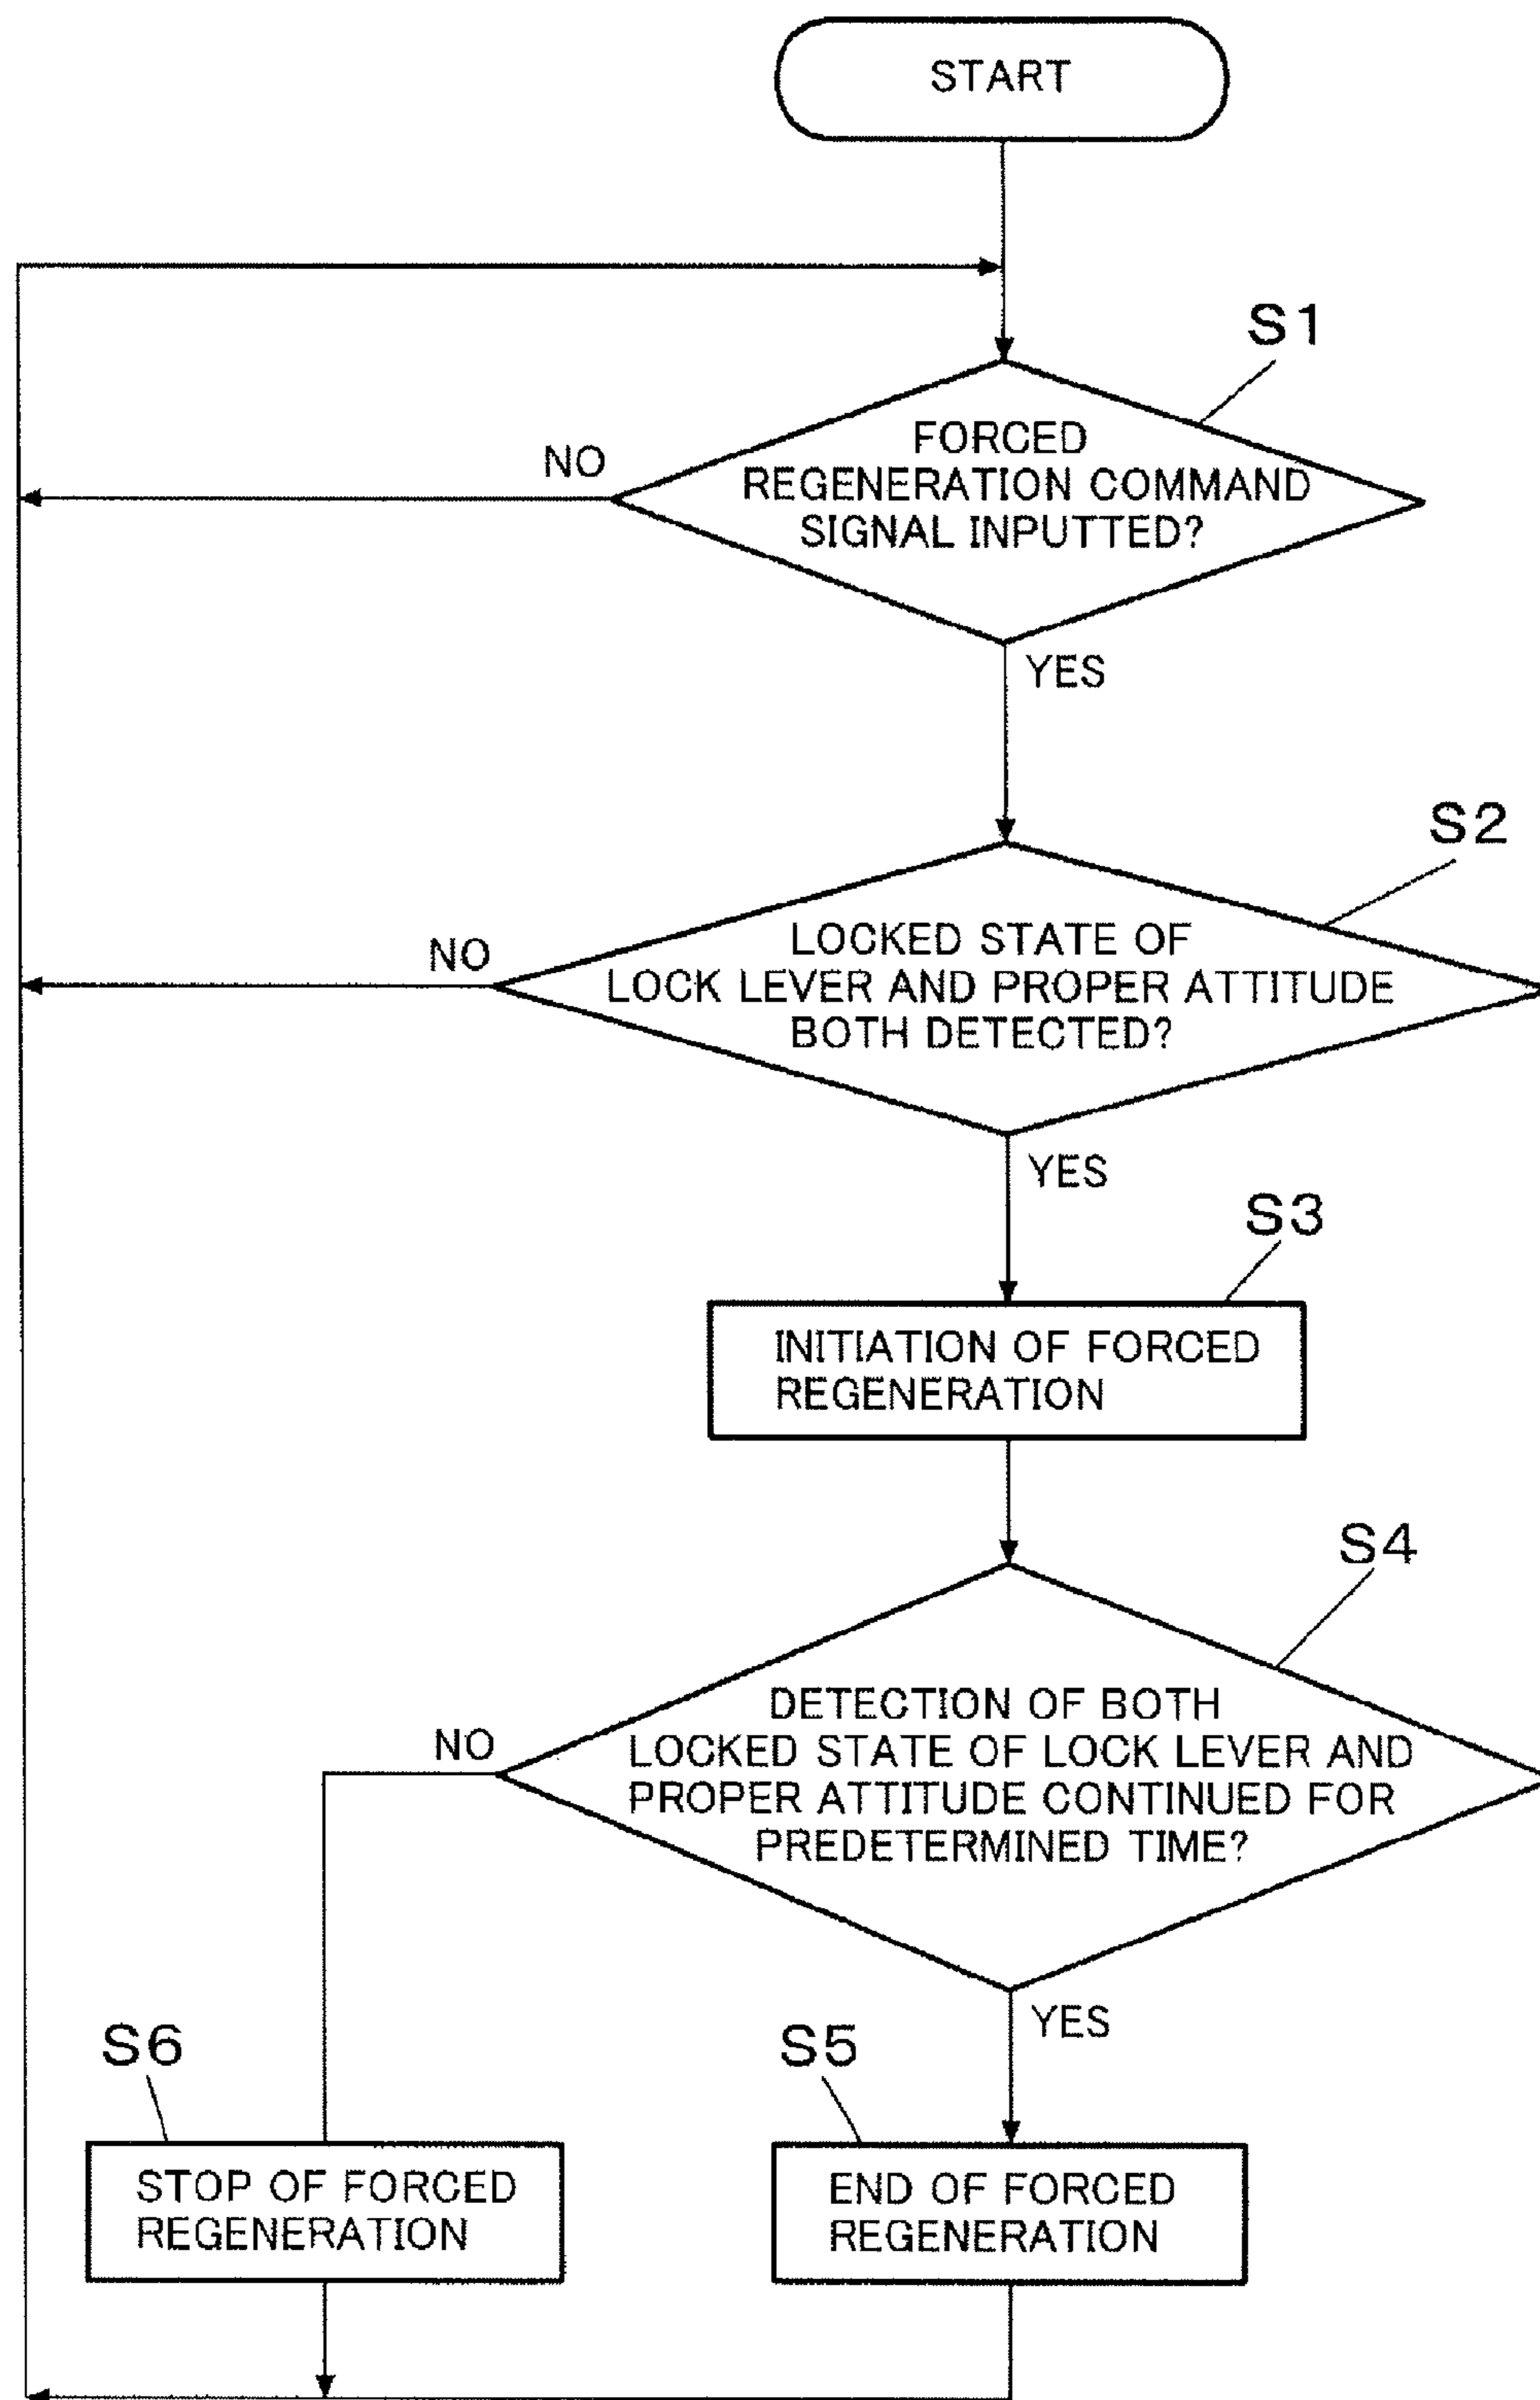 START
S1
FORCED
NO
REGENERATION COMMAND
SIGNAL INPUTTED?
YES
S2
LOCKED STATE OF
NO
LOCK LEVER AND PROPER ATTITUDE
BOTH DETECTED?
YES
S3
INITIATION OF FORCED
REGENERATION
S4
DETECTION OF BOTH
NO
LOCKED STATE OF LOCK LEVER AND
PROPER ATTITUDE CONTINUED FOR
PREDETERMINED TIME?
YES
S6
S5
STOP OF FORCED
REGENERATION
END OF FORCED
REGENERATION